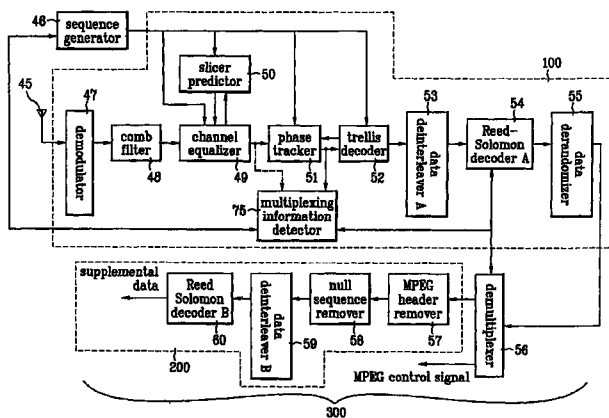 46
sequence
generator
slicer
predictor
50
100
45
47
demodulator
comb
filter
48
channel
equalizer
49
phase
tracker
51
trellis
decoder
52
53
data
deinterleaver A
54
Reed-
Solomon
decoder A
55
data
derandomizer
75
multiplexing
information
detector
supplemental
data
Reed
Solomon
decoder B
60
data
deinterleaver B
59
null
sequence
remover
58
MPEG
header
remover
57
demultiplexer
56
200
MPEG control signal
300